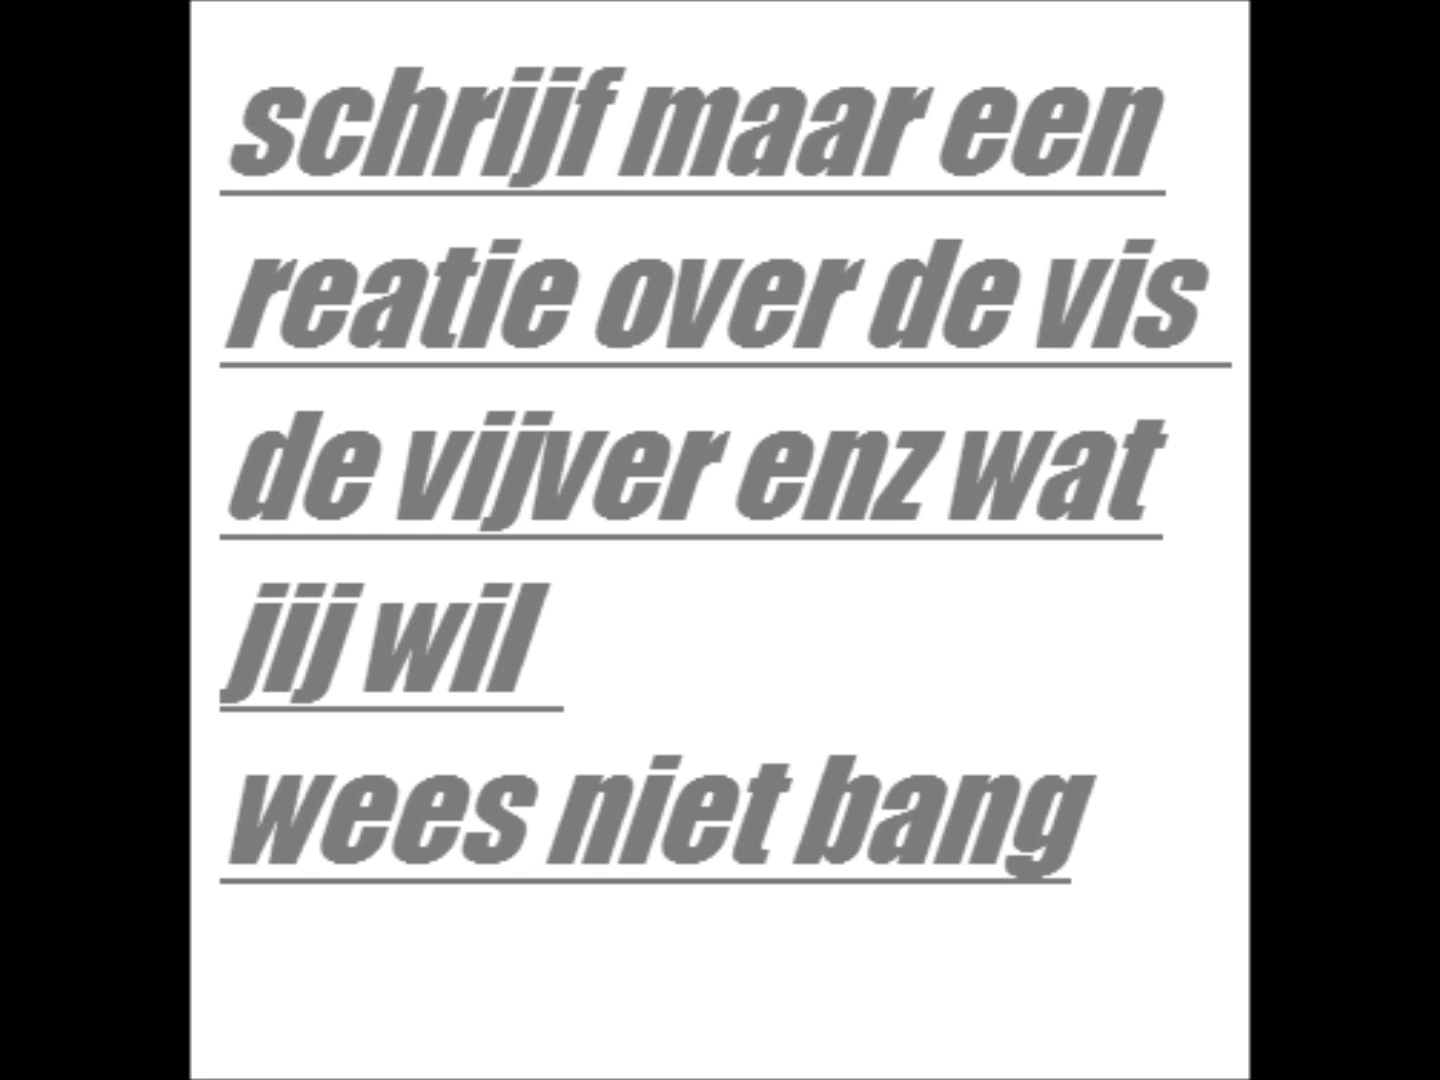 schrijf maar een
reatie over de vis
de vijver enz wat
jij wil
wees niet bang